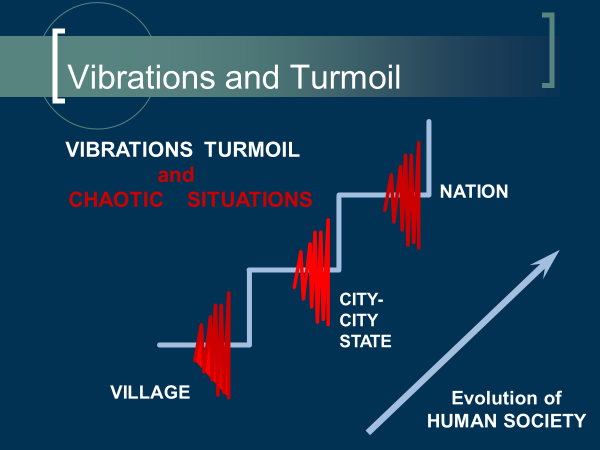 Vibrations and Turmoil
VIBRATIONS TURMOIL
and
CHAOTIC SITUATIONS
NATION
CITY-
CITY
STATE
VILLAGE
Evolution of
HUMAN SOCIETY